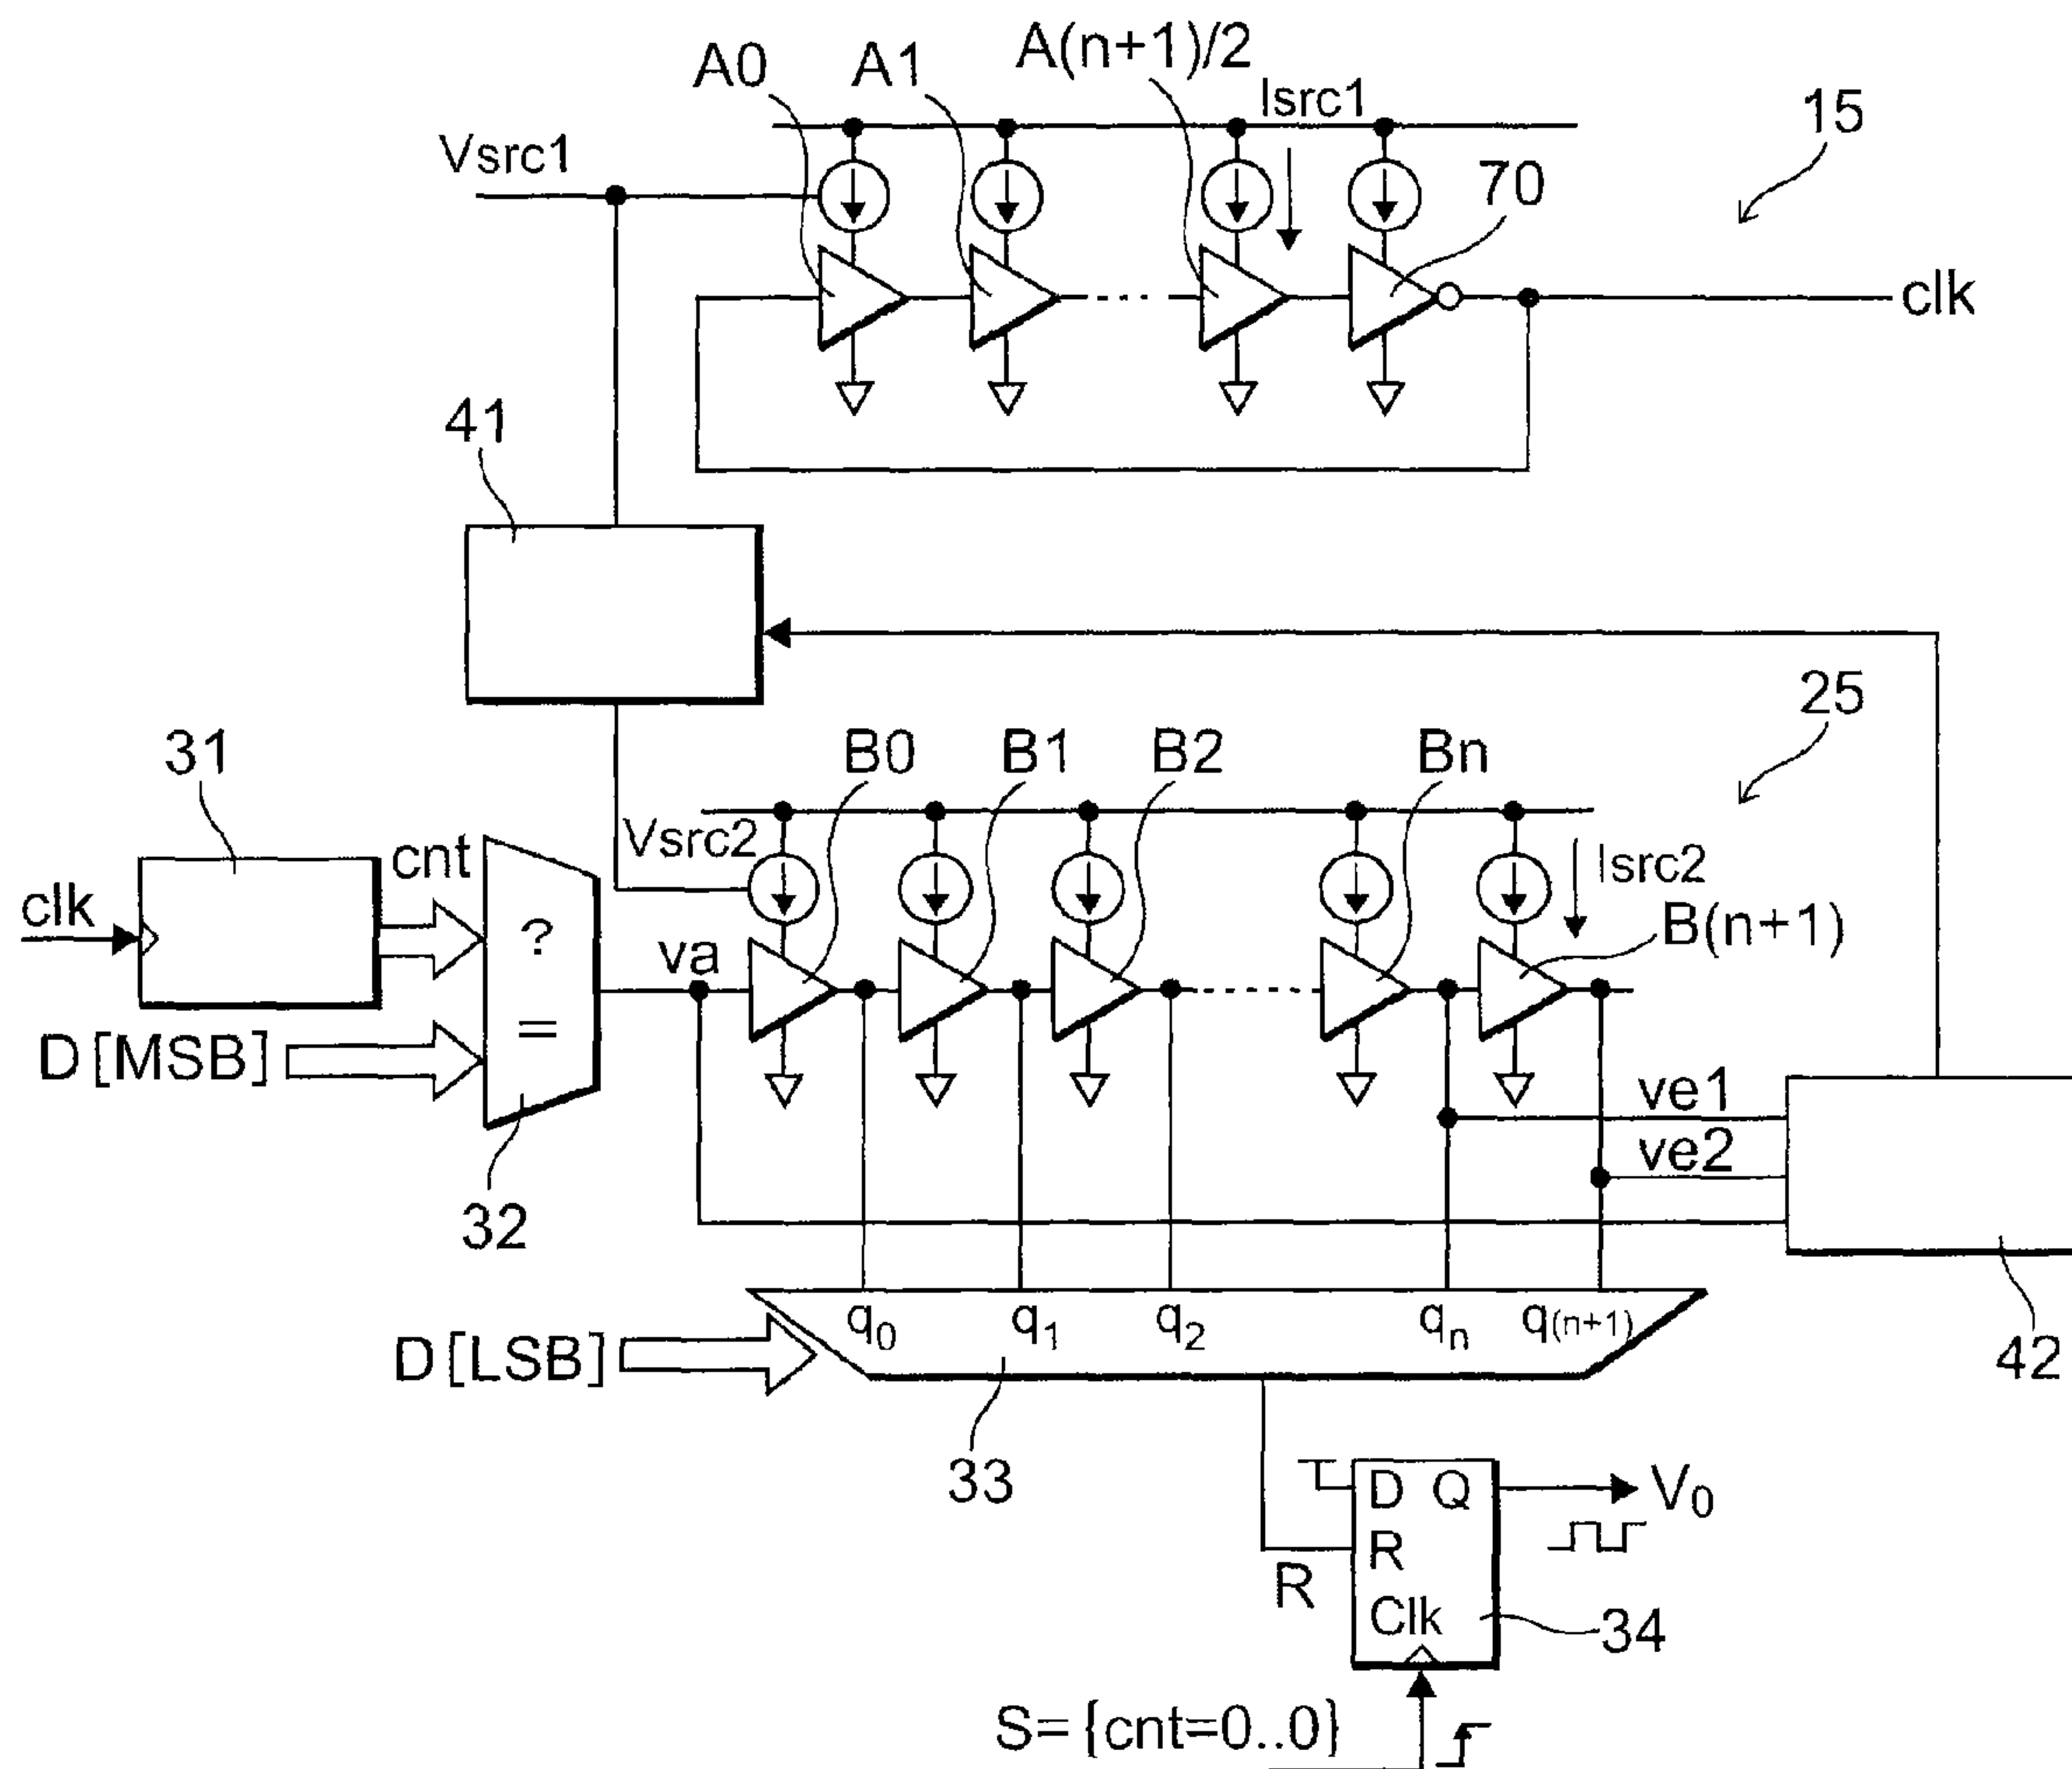 A0 A1 A(n+1)/2
Isrc1
15
Vsrc1
70
clk
41
25
31
B0 B1 B2 Bn
cnt
Vsrc2
Isrc2
clk
?
va
B(n+1)
=
D[MSB]
ve1
ve2
32
q0 q1 q2 qn q(n+1)
D[LSB]
42
33
D Q
V0
R
R
Clk
34
S={cnt=0..0}